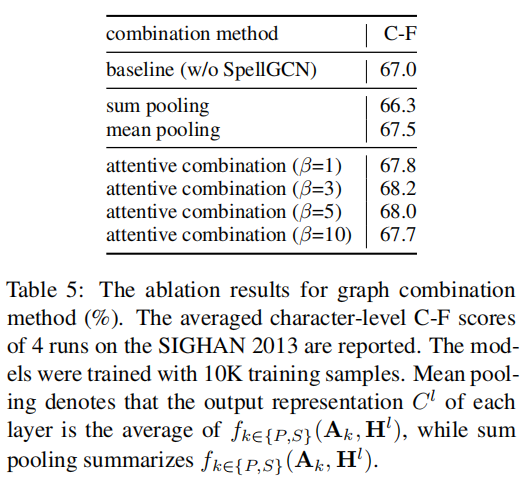 combination method C-F
baseline (w/o SpellGCN) 67.0
sum pooling 66.3
mean pooling 67.5
attentive combination (β=1) 67.8
attentive combination (β=3) 68.2
attentive combination (β=5) 68.0
attentive combination (β=10) 67.7
Table 5: The ablation results for graph combination
method (%). The averaged character-level C-F scores
of 4 runs on the SIGHAN 2013 are reported. The mod-
els were trained with 10K training samples. Mean pool-
ing denotes that the output representation C^l of each
layer is the average of f_{k∈{P,S}}(A_k, H^l), while sum
pooling summarizes f_{k∈{P,S}}(A_k, H^l).